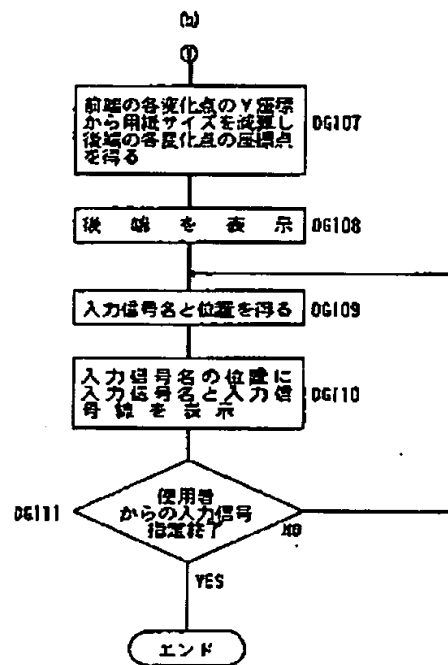 (b)
①
前端の各変化点のY座標
から用紙サイズを減算し
後端の各変化点の座標点
を得る
DG107
後端を表示 DG108
入力信号名と位置を得る DG109
入力信号名の位置に
入力信号名と入力信
号線を表示
DG110
DG111
使用者
からの入力信号
指定終了
NO
YES
エンド